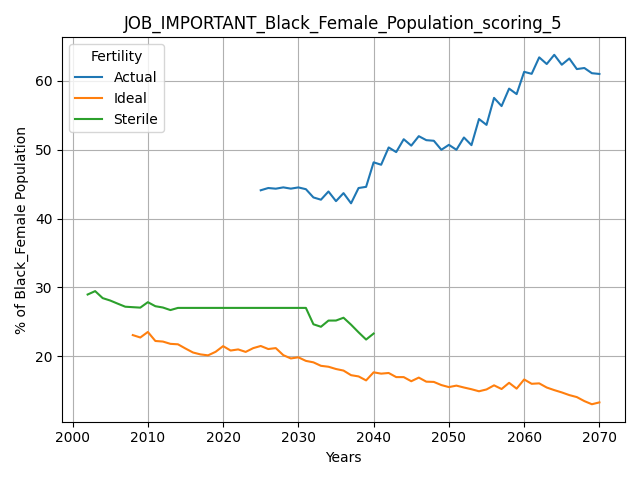 JOB_IMPORTANT_Black_Female_Population_scoring_5
Fertility
Actual
Ideal
Sterile
% of Black_Female Population
60
50
40
30
20
2000 2010 2020 2030 2040 2050 2060 2070
Years